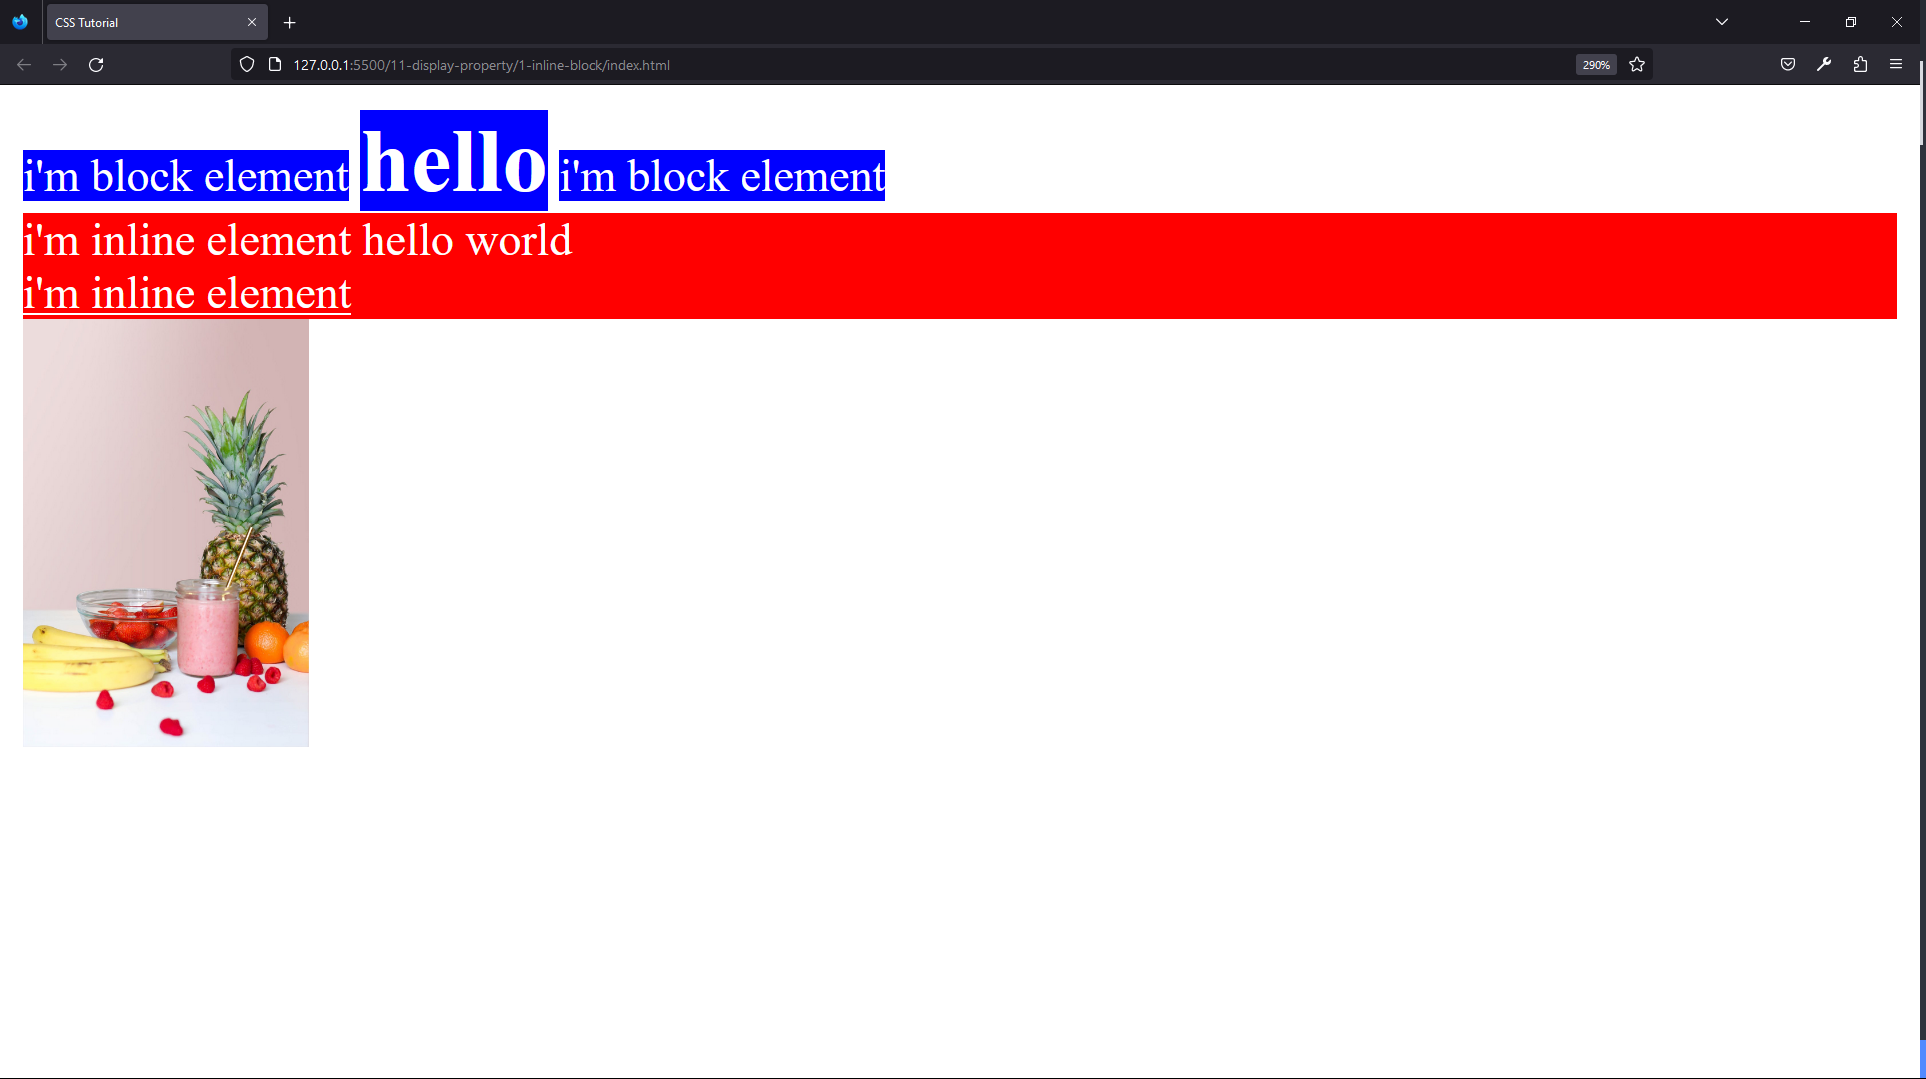 CSS Tutorial
127.0.0.1:5500/11-display-property/1-inline-block/index.html
290%
i'm block element hello i'm block element
i'm inline element hello world
i'm inline element